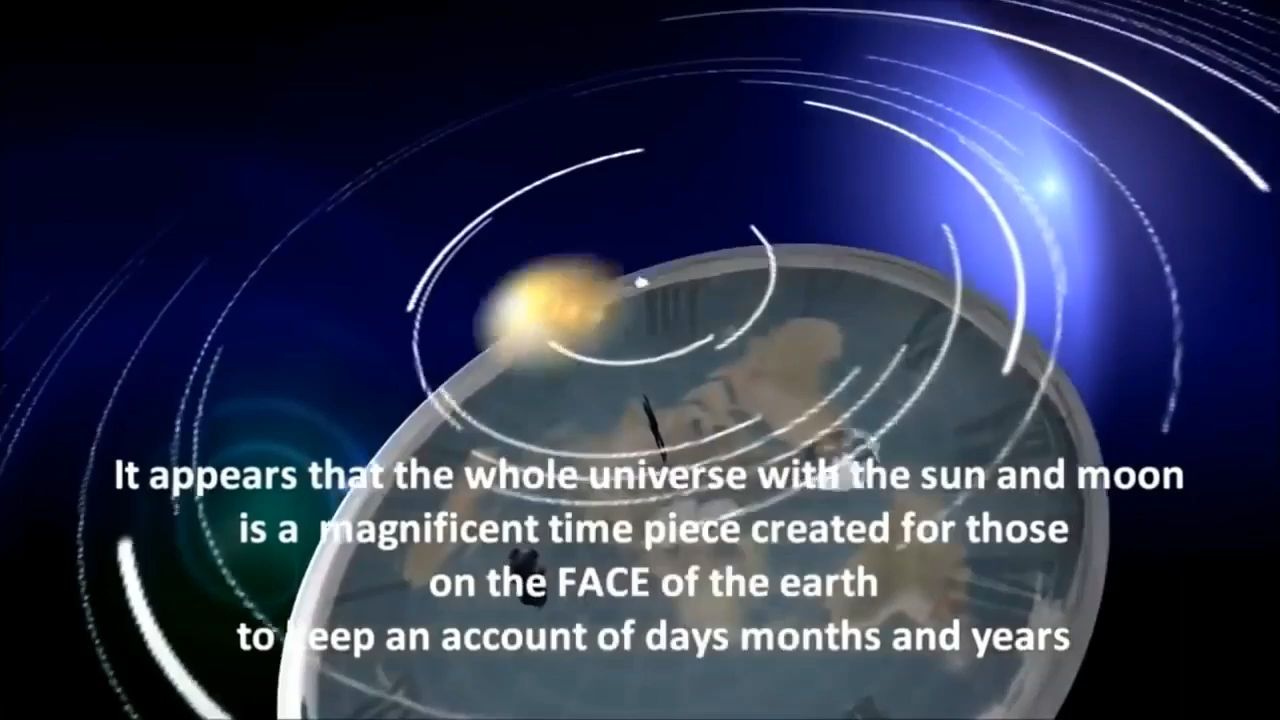 It appears that the whole universe with the sun and moon
is a magnificent time piece created for those
on the FACE of the earth
to keep an account of days months and years